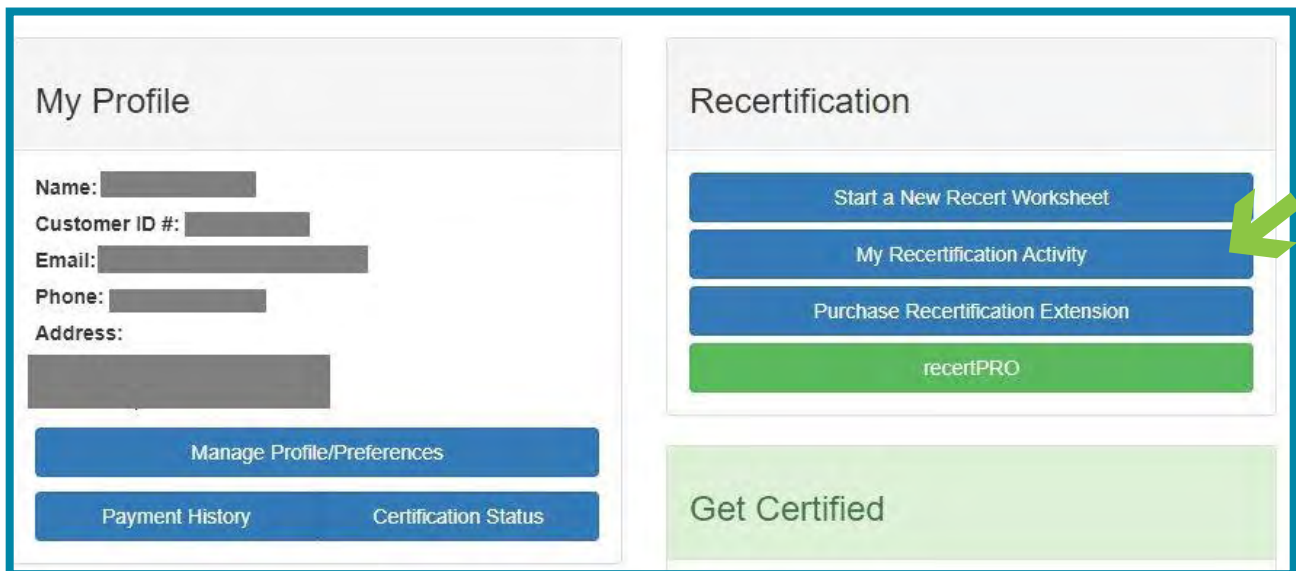 My Profile
Name:
Customer ID #:
Email:
Phone:
Address:
Manage Profile/Preferences
Payment History
Certification Status
Recertification
Start a New Recert Worksheet
My Recertification Activity
Purchase Recertification Extension
recertPRO
Get Certified